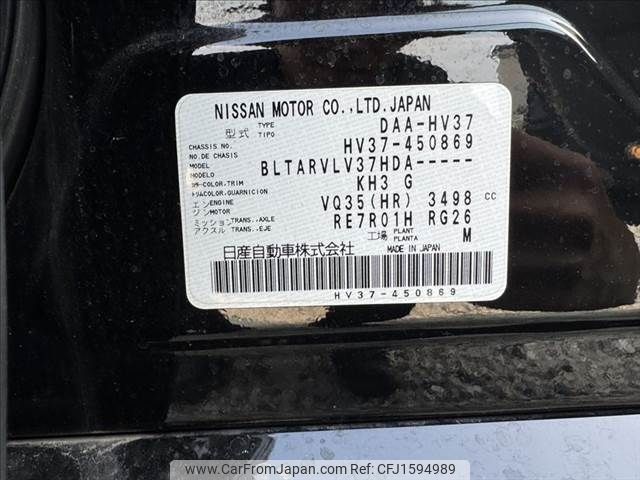 NISSAN MOTOR CO.,LTD.JAPAN
型式 TYPE TIPO DAA-HV37
CHASSIS NO. NO.DE CHASIS HV37-450869
MODEL MODELO BLTARVLV37HDA-----
COLOR,TRIM COLOR,GUARNICION KH3 G
エンジン ENGINE MOTOR VQ35(HR) 3498 cc
ミッション TRANS.,AXLE アクスル TRANS.,EJE RE7R01H RG26
工場 PLANT PLANTA M
日産自動車株式会社 MADE IN JAPAN
HV37-450869
CAR FROM JAPAN © carfromjapan.com CFJ1594989